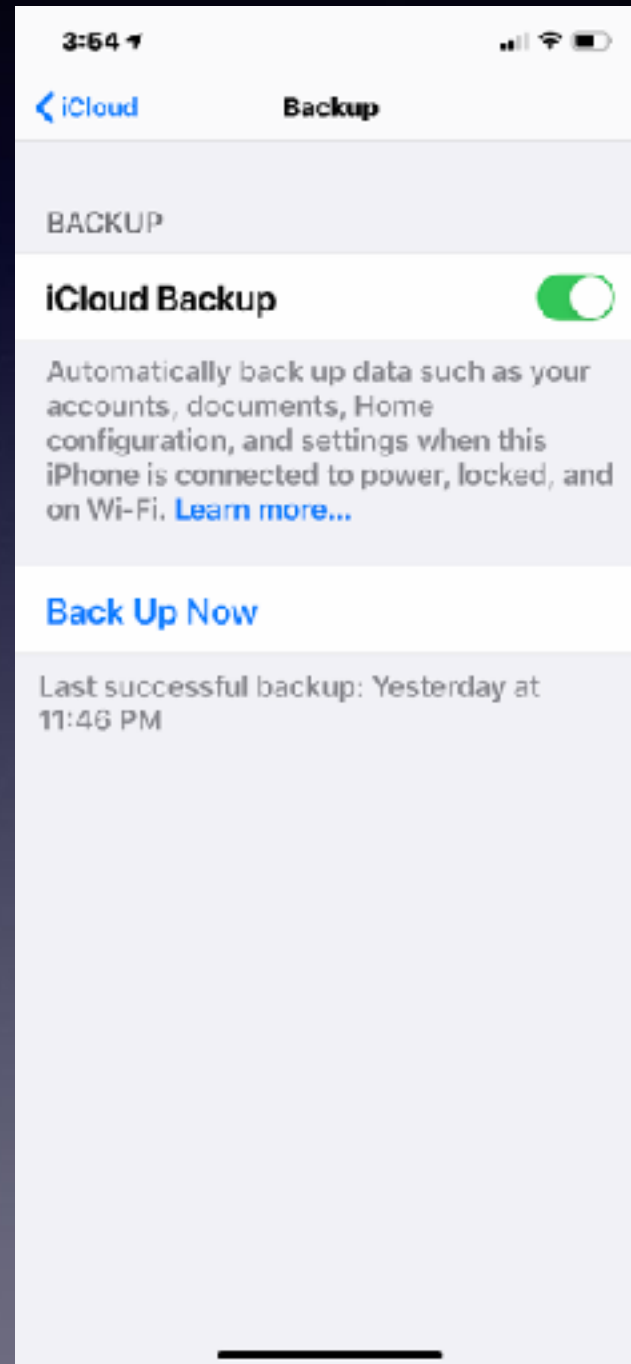 3:54
iCloud
Backup
BACKUP
iCloud Backup
Automatically back up data such as your
accounts, documents, Home
configuration, and settings when this
iPhone is connected to power, locked, and
on Wi-Fi. Learn more...
Back Up Now
Last successful backup: Yesterday at
11:46 PM